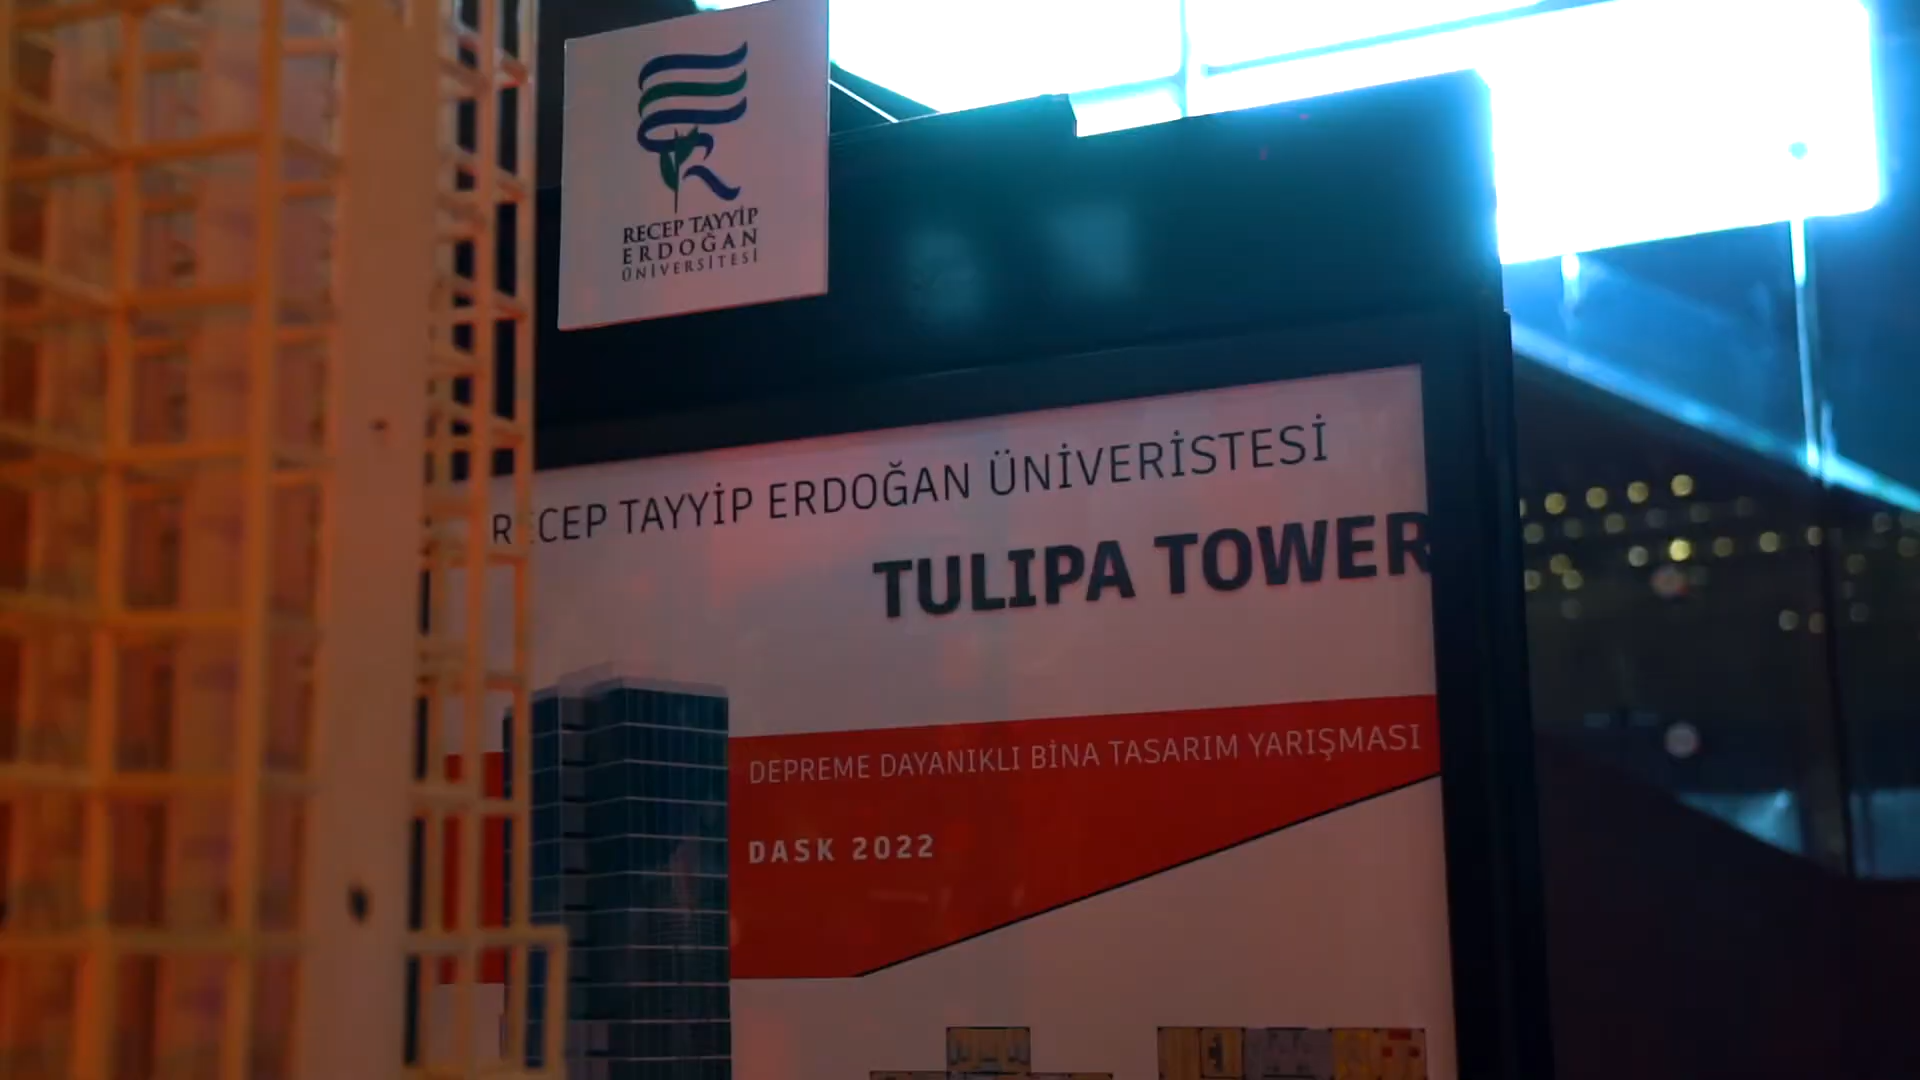 RECEP TAYYİP
ERDOĞAN
ÜNİVERSİTESİ
RECEP TAYYİP ERDOĞAN ÜNİVERİSTESİ
TULIPA TOWER
DEPREME DAYANIKLI BİNA TASARIM YARIŞMASI
DASK 2022